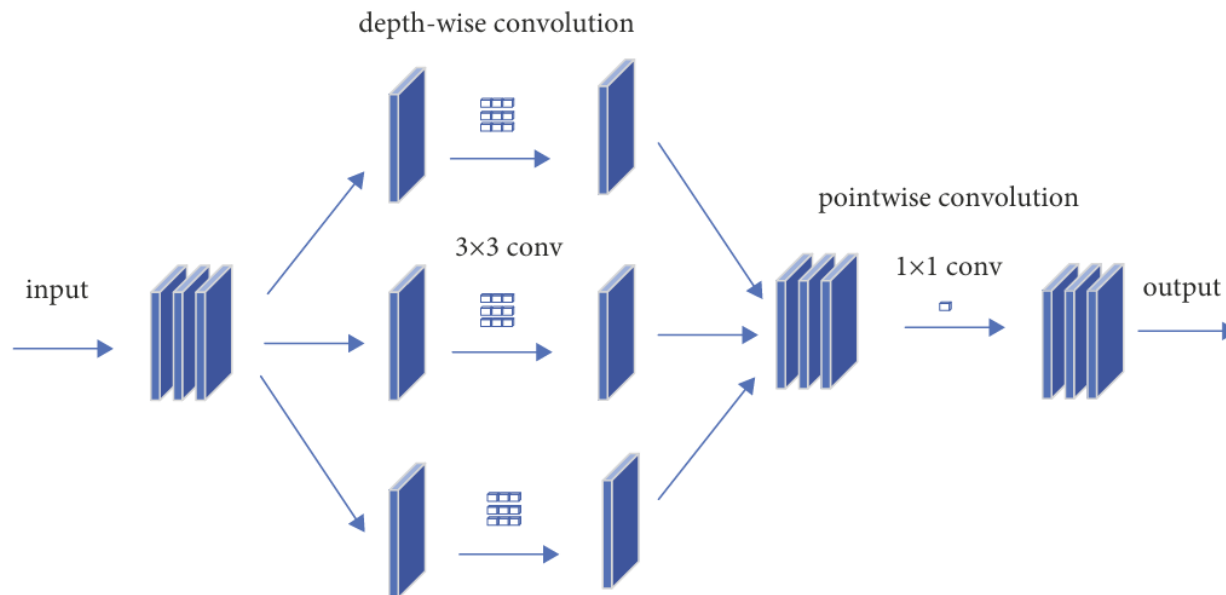 depth-wise convolution
pointwise convolution
3×3 conv
1×1 conv
input
output